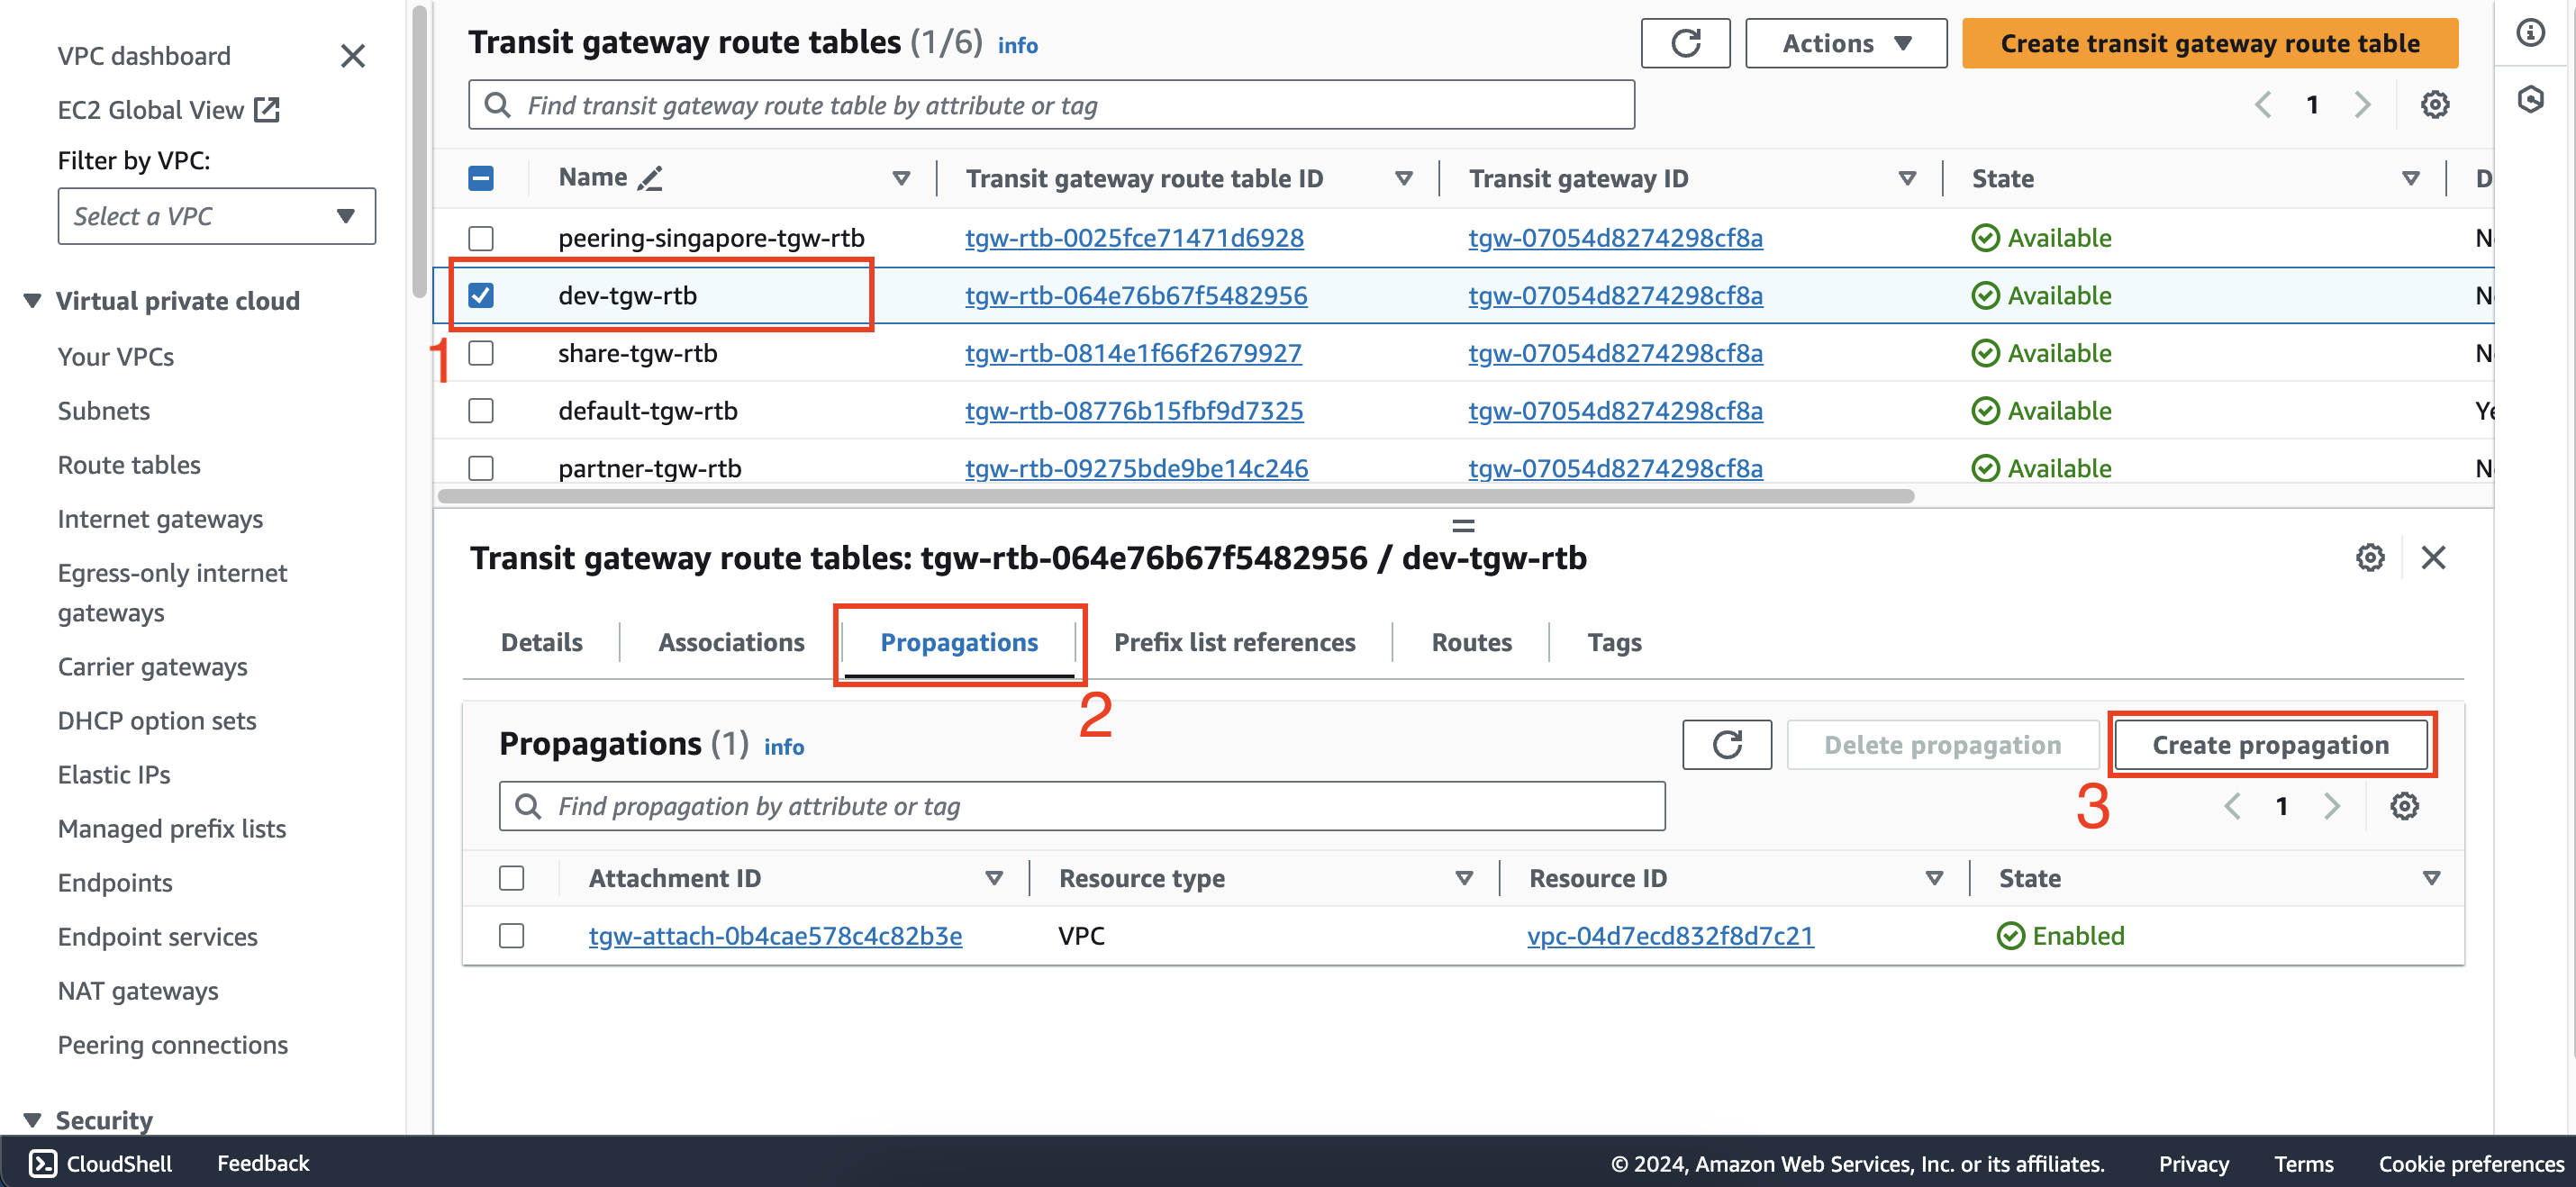 VPC dashboard
EC2 Global View
Filter by VPC:
Select a VPC
Virtual private cloud
Your VPCs
Subnets
Route tables
Internet gateways
Egress-only internet
gateways
Carrier gateways
DHCP option sets
Elastic IPs
Managed prefix lists
Endpoints
Endpoint services
NAT gateways
Peering connections
Security
Transit gateway route tables (1/6) info
Actions
Create transit gateway route table
Find transit gateway route table by attribute or tag
1
Name Transit gateway route table ID Transit gateway ID State D
peering-singapore-tgw-rtb tgw-rtb-0025fce71471d6928 tgw-07054d8274298cf8a Available N
dev-tgw-rtb tgw-rtb-064e76b67f5482956 tgw-07054d8274298cf8a Available N
1
share-tgw-rtb tgw-rtb-0814e1f66f2679927 tgw-07054d8274298cf8a Available N
default-tgw-rtb tgw-rtb-08776b15fbf9d7325 tgw-07054d8274298cf8a Available Ye
partner-tgw-rtb tgw-rtb-09275bde9be14c246 tgw-07054d8274298cf8a Available N
Transit gateway route tables: tgw-rtb-064e76b67f5482956 / dev-tgw-rtb
Details Associations Propagations Prefix list references Routes Tags
2
Propagations (1) info
Delete propagation
Create propagation
3
Find propagation by attribute or tag
1
Attachment ID Resource type Resource ID State
tgw-attach-0b4cae578c4c82b3e VPC vpc-04d7ecd832f8d7c21 Enabled
CloudShell Feedback © 2024, Amazon Web Services, Inc. or its affiliates. Privacy Terms Cookie preferences